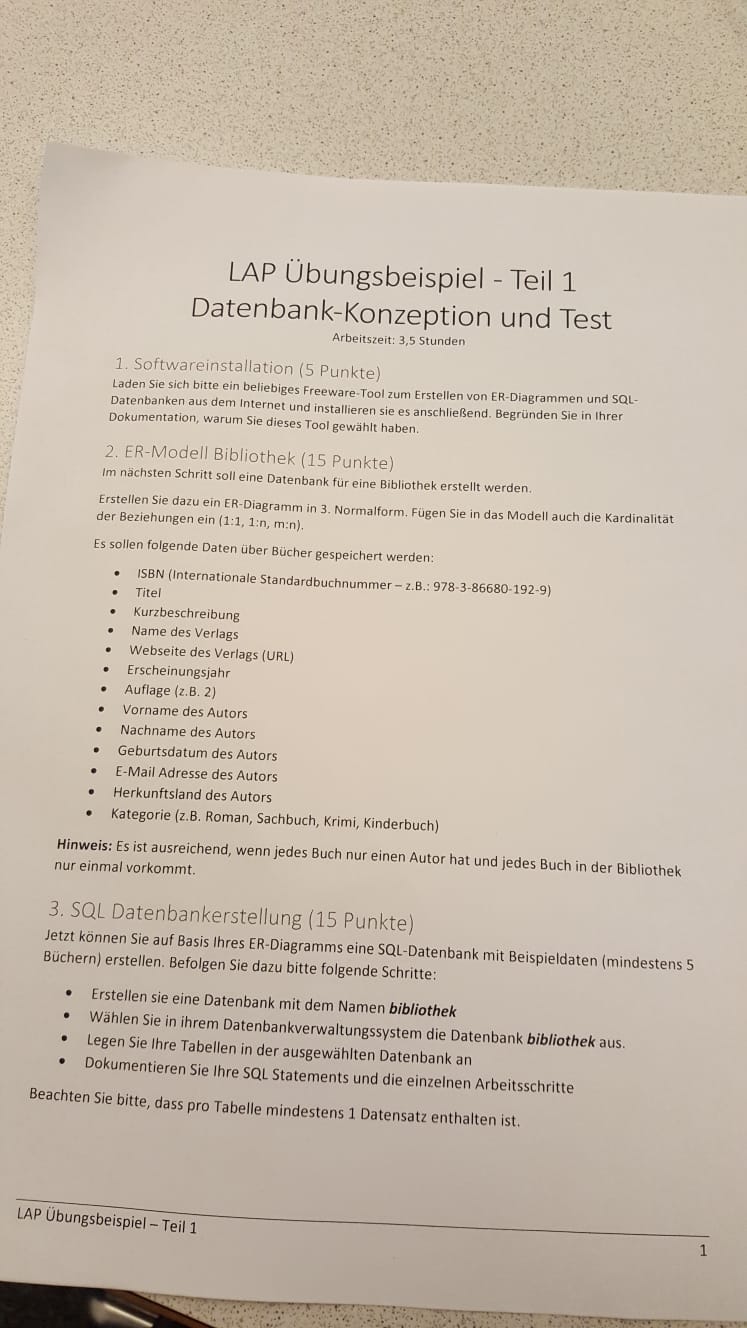 LAP Übungsbeispiel - Teil 1
Datenbank-Konzeption und Test
Arbeitszeit: 3,5 Stunden
1. Softwareinstallation (5 Punkte)
Laden Sie sich bitte ein beliebiges Freeware-Tool zum Erstellen von ER-Diagrammen und SQL-
Datenbanken aus dem Internet und installieren sie es anschließend. Begründen Sie in Ihrer
Dokumentation, warum Sie dieses Tool gewählt haben.
2. ER-Modell Bibliothek (15 Punkte)
Im nächsten Schritt soll eine Datenbank für eine Bibliothek erstellt werden.
Erstellen Sie dazu ein ER-Diagramm in 3. Normalform. Fügen Sie in das Modell auch die Kardinalität
der Beziehungen ein (1:1, 1:n, m:n).
Es sollen folgende Daten über Bücher gespeichert werden:
• ISBN (Internationale Standardbuchnummer – z.B.: 978-3-86680-192-9)
• Titel
• Kurzbeschreibung
• Name des Verlags
• Webseite des Verlags (URL)
• Erscheinungsjahr
• Auflage (z.B. 2)
• Vorname des Autors
• Nachname des Autors
• Geburtsdatum des Autors
• E-Mail Adresse des Autors
• Herkunftsland des Autors
• Kategorie (z.B. Roman, Sachbuch, Krimi, Kinderbuch)
Hinweis: Es ist ausreichend, wenn jedes Buch nur einen Autor hat und jedes Buch in der Bibliothek
nur einmal vorkommt.
3. SQL Datenbankerstellung (15 Punkte)
Jetzt können Sie auf Basis Ihres ER-Diagramms eine SQL-Datenbank mit Beispieldaten (mindestens 5
Büchern) erstellen. Befolgen Sie dazu bitte folgende Schritte:
• Erstellen sie eine Datenbank mit dem Namen bibliothek
• Wählen Sie in ihrem Datenbankverwaltungssystem die Datenbank bibliothek aus.
• Legen Sie Ihre Tabellen in der ausgewählten Datenbank an
• Dokumentieren Sie Ihre SQL Statements und die einzelnen Arbeitsschritte
Beachten Sie bitte, dass pro Tabelle mindestens 1 Datensatz enthalten ist.
LAP Übungsbeispiel – Teil 1
1